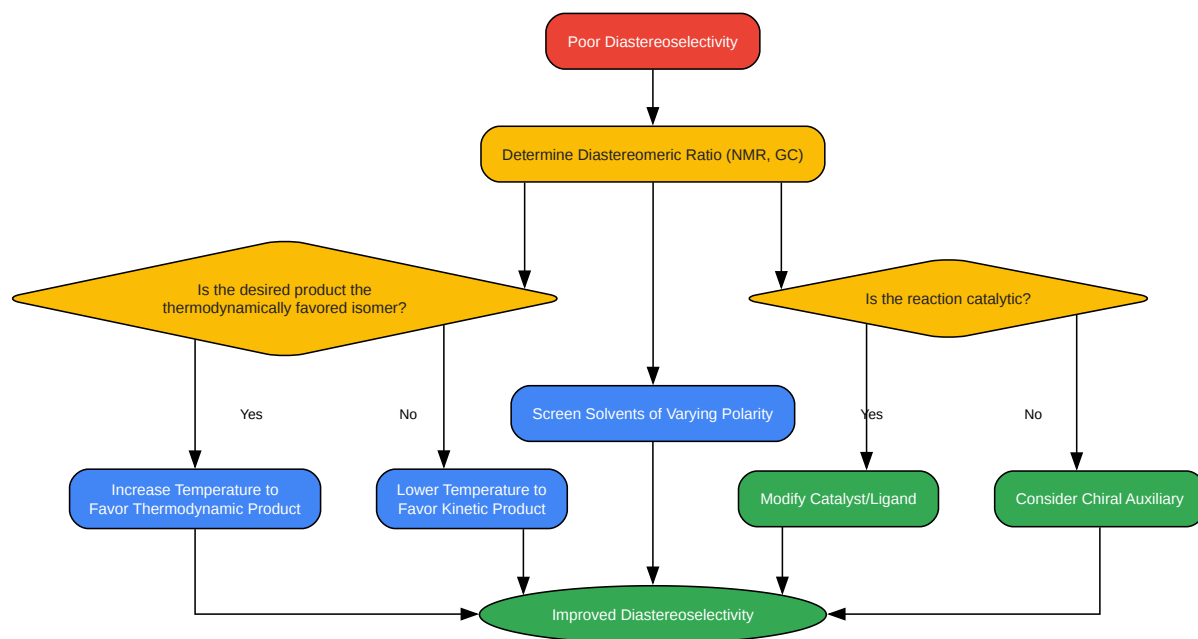 Poor Diastereoselectivity
Determine Diastereomeric Ratio (NMR, GC)
Is the desired product the
thermodynamically favored isomer?
Is the reaction catalytic?
Yes
No
Screen Solvents of Varying Polarity
Yes
No
Increase Temperature to
Favor Thermodynamic Product
Lower Temperature to
Favor Kinetic Product
Modify Catalyst/Ligand
Consider Chiral Auxiliary
Improved Diastereoselectivity